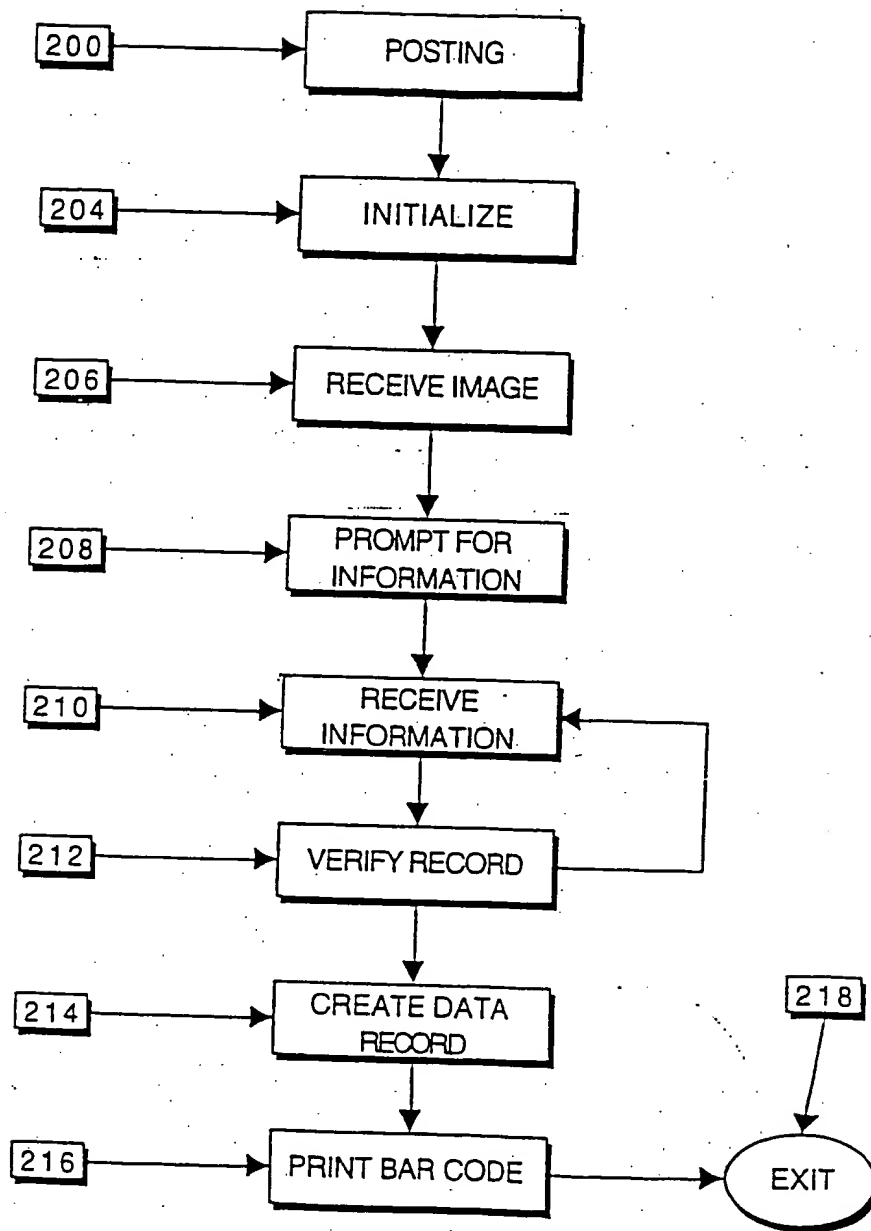 200
POSTING
204
INITIALIZE
206
RECEIVE IMAGE
208
PROMPT FOR
INFORMATION
210
RECEIVE
INFORMATION
212
VERIFY RECORD
214
CREATE DATA
RECORD
218
216
PRINT BAR CODE
EXIT